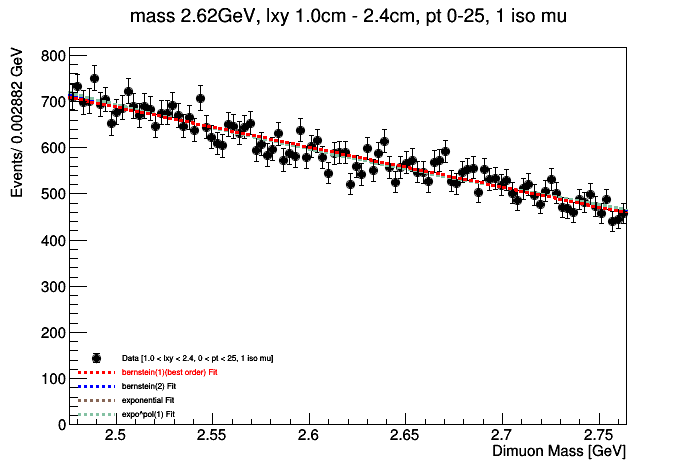 mass 2.62GeV, lxy 1.0cm - 2.4cm, pt 0-25, 1 iso mu
Events/ 0.002882 GeV
800
700
600
500
400
300
200
100
0
Data [1.0 < lxy < 2.4, 0 < pt < 25, 1 iso mu]
bernstein(1)(best order) Fit
bernstein(2) Fit
exponential Fit
expo*pol(1) Fit
2.5 2.55 2.6 2.65 2.7 2.75
Dimuon Mass [GeV]